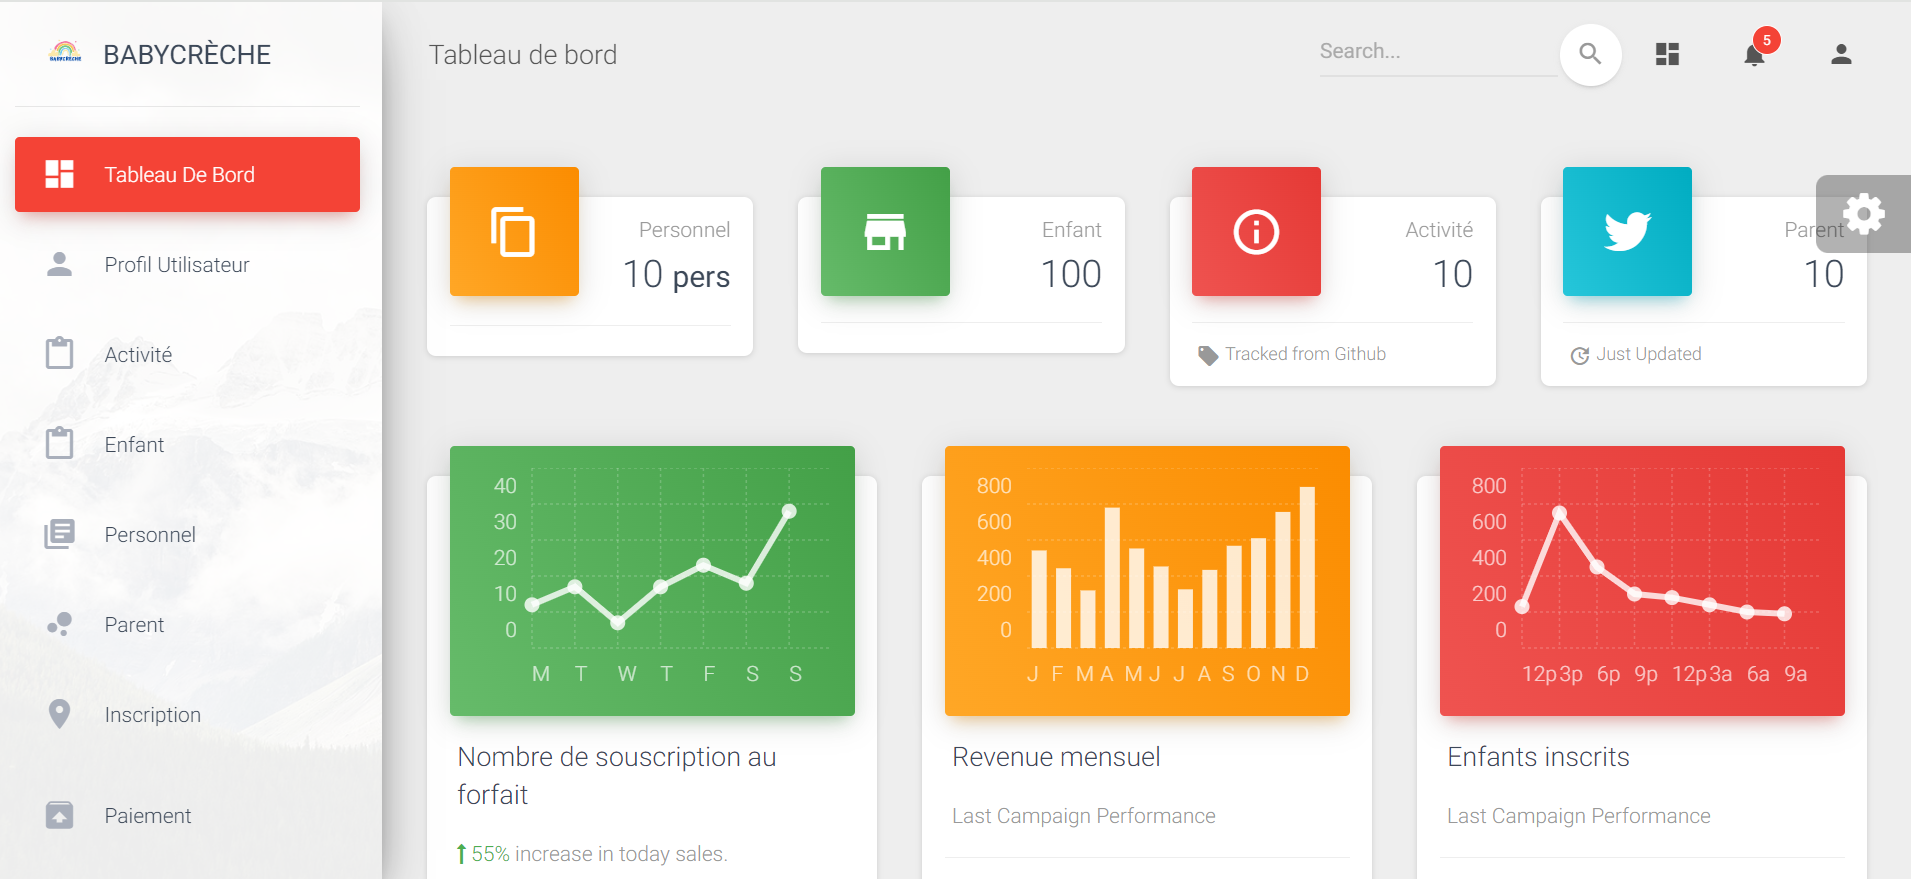 BABYCRÈCHE
BABYCRÈCHE
Tableau de bord
Search...
5
Tableau De Bord
Profil Utilisateur
Activité
Enfant
Personnel
Parent
Inscription
Paiement
Personnel
10 pers
Enfant
100
Activité
10
Tracked from Github
Parent
10
Just Updated
40
30
20
10
0
M T W T F S S
Nombre de souscription au
forfait
55% increase in today sales.
800
600
400
200
0
J F M A M J J A S O N D
Revenue mensuel
Last Campaign Performance
800
600
400
200
0
12p 3p 6p 9p 12p 3a 6a 9a
Enfants inscrits
Last Campaign Performance